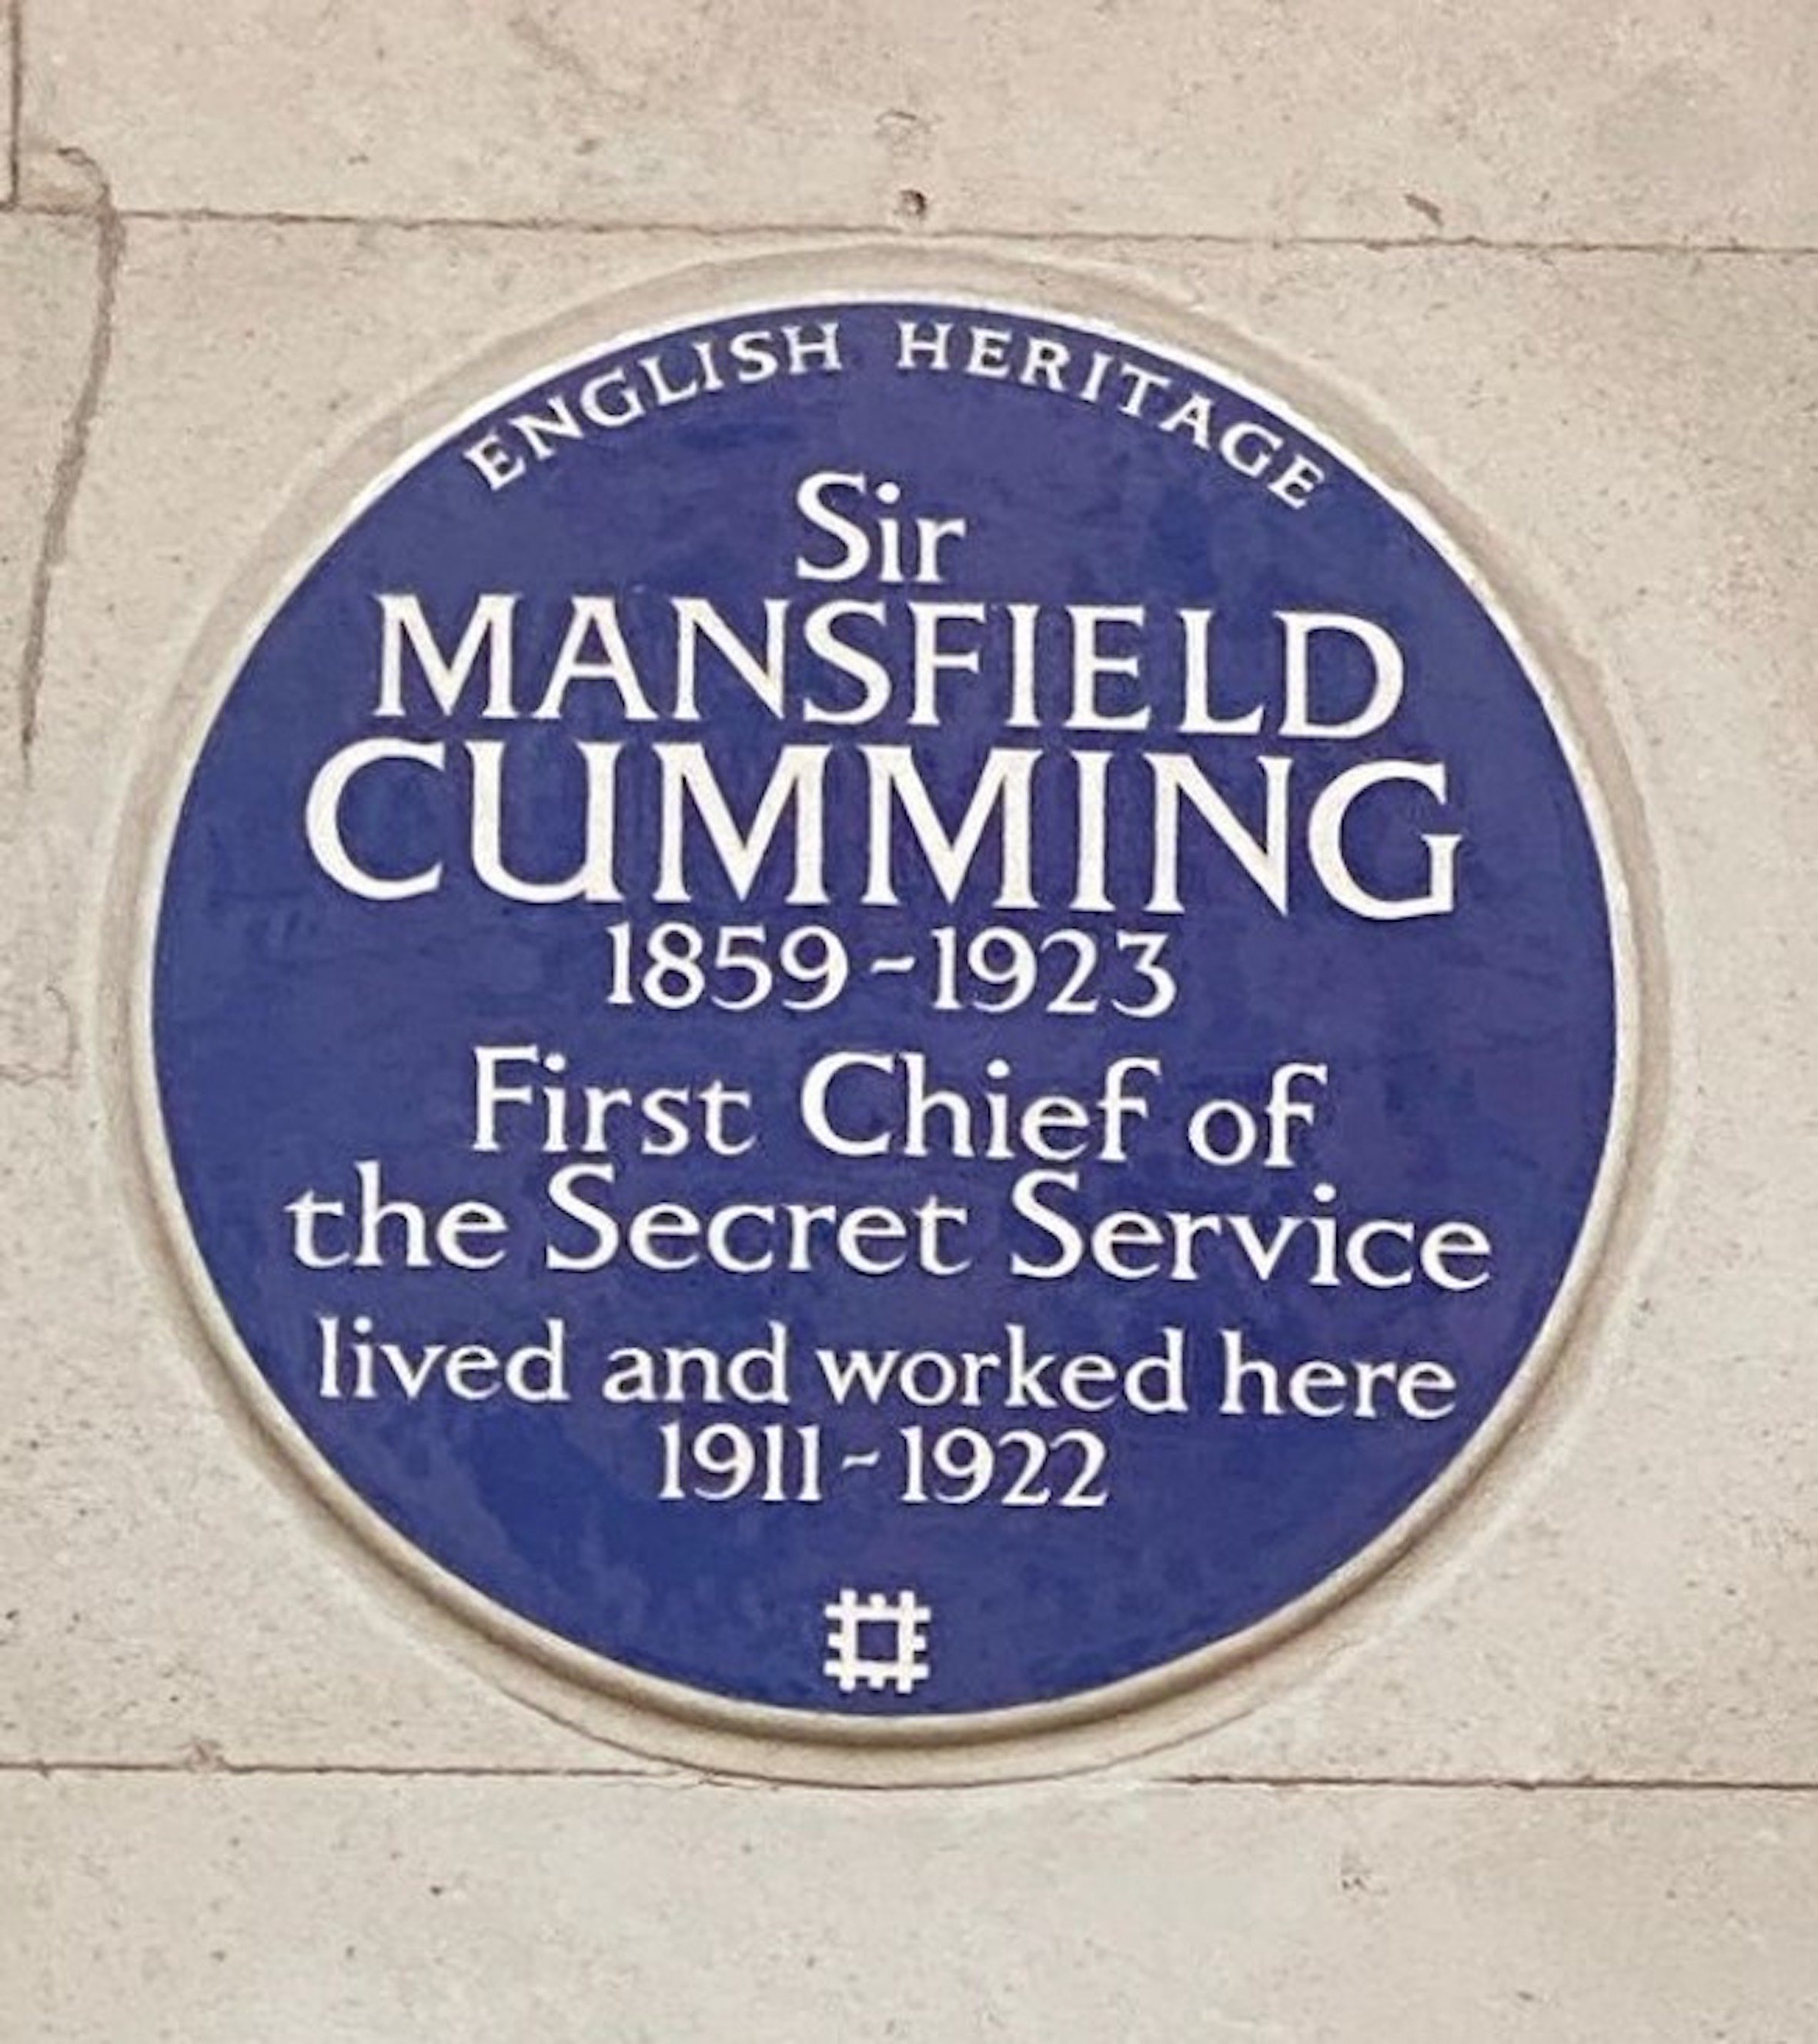 ENGLISH HERITAGE
Sir
MANSFIELD
CUMMING
1859-1923
First Chief of
the Secret Service
lived and worked here
1911-1922